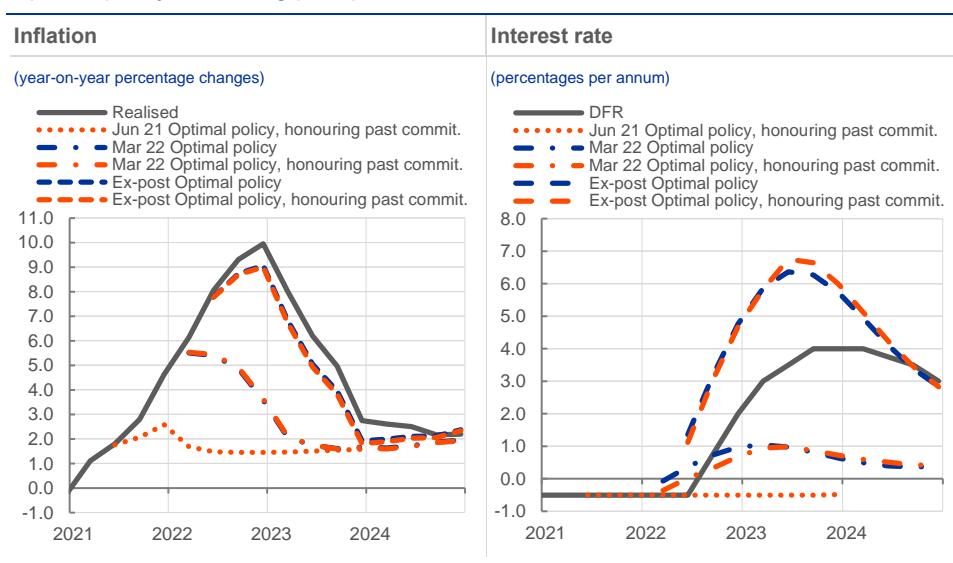 Inflation
(year-on-year percentage changes)
Realised
Jun 21 Optimal policy, honouring past commit.
Mar 22 Optimal policy
Mar 22 Optimal policy, honouring past commit.
Ex-post Optimal policy
Ex-post Optimal policy, honouring past commit.
11.0
10.0
9.0
8.0
7.0
6.0
5.0
4.0
3.0
2.0
1.0
0.0
-1.0
2021 2022 2023 2024
Interest rate
(percentages per annum)
DFR
Jun 21 Optimal policy, honouring past commit.
Mar 22 Optimal policy
Mar 22 Optimal policy, honouring past commit.
Ex-post Optimal policy
Ex-post Optimal policy, honouring past commit.
8.0
7.0
6.0
5.0
4.0
3.0
2.0
1.0
0.0
-1.0
2021 2022 2023 2024